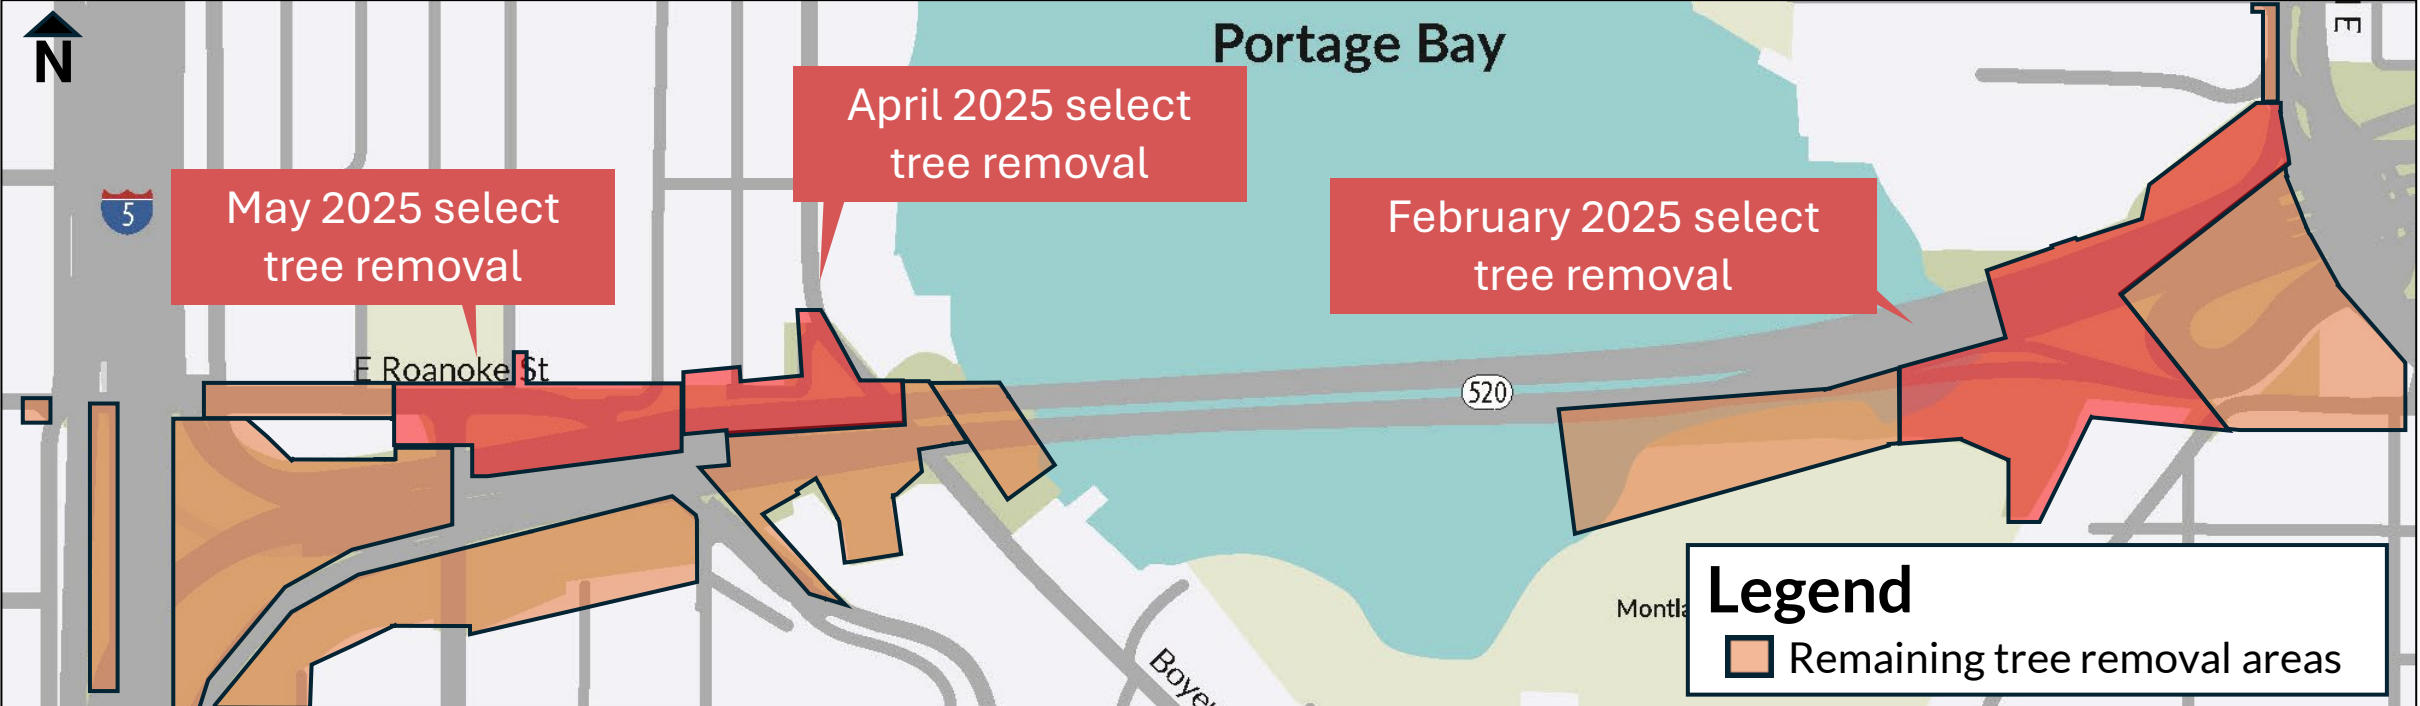 N
Portage Bay
April 2025 select
tree removal
May 2025 select
tree removal
5
February 2025 select
tree removal
E Roanoke St
520
Legend
Remaining tree removal areas